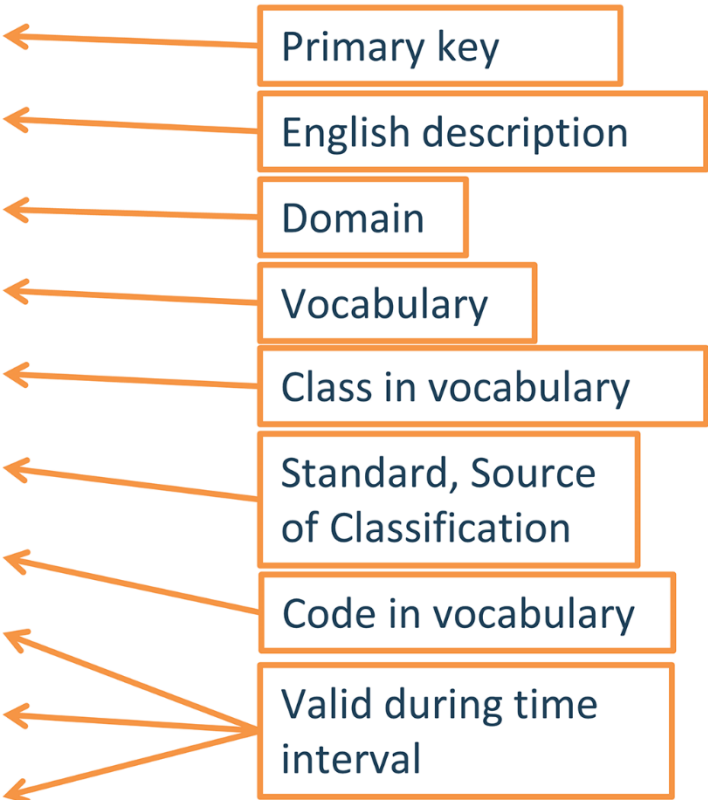 Primary key
English description
Domain
Vocabulary
Class in vocabulary
Standard, Source
of Classification
Code in vocabulary
Valid during time
interval